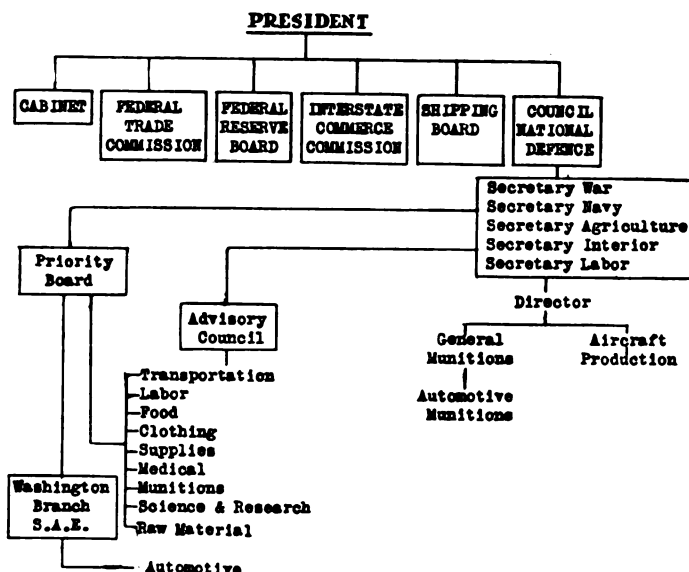 PRESIDENT
CABINET
FEDERAL
TRADE
COMMISSION
FEDERAL
RESERVE
BOARD
INTERSTATE
COMMERCE
COMMISSION
SHIPPING
BOARD
COUNCIL
NATIONAL
DEFENCE
Secretary War
Secretary Navy
Secretary Agriculture
Secretary Interior
Secretary Labor
Priority
Board
Advisory
Council
Director
General
Munitions
Aircraft
Production
Automotive
Munitions
Transportation
Labor
Food
Clothing
Supplies
Medical
Munitions
Science & Research
Raw Material
Washington
Branch
S.A.E.
Automotive